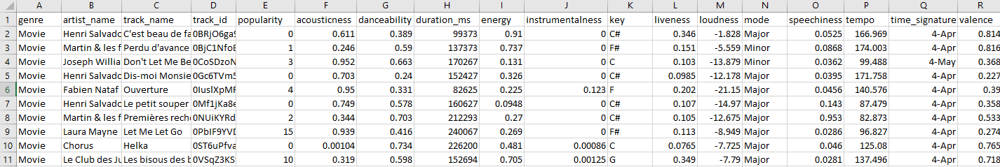 A B C D E F G H I J K L M N O P Q R
1 genre artist_name track_name track_id popularity acousticness danceability duration_ms energy instrumentalness key liveness loudness mode speechiness tempo time_signature valence
2 Movie Henri Salvado C'est beau de fa 0BRjO6ga9 0 0.611 0.389 99373 0.91 0 C# 0.346 -1.828 Major 0.0525 166.969 4-Apr 0.814
3 Movie Martin & les f Perdu d'avance 0BjC1NfoE 1 0.246 0.59 137373 0.737 0 F# 0.151 -5.559 Minor 0.0868 174.003 4-Apr 0.816
4 Movie Joseph Willia Don't Let Me Be 0CoSDzoN 3 0.952 0.663 170267 0.131 0 C 0.103 -13.879 Minor 0.0362 99.488 4-May 0.368
5 Movie Henri Salvado Dis-moi Monsie 0Gc6TVm5 0 0.703 0.24 152427 0.326 0 C# 0.0985 -12.178 Major 0.0395 171.758 4-Apr 0.227
6 Movie Fabien Nataf Ouverture 0IuslXpMF 4 0.95 0.331 82625 0.225 0.123 F 0.202 -21.15 Major 0.0456 140.576 4-Apr 0.39
7 Movie Henri Salvado Le petit souper 0Mf1jKa8e 0 0.749 0.578 160627 0.0948 0 C# 0.107 -14.97 Major 0.143 87.479 4-Apr 0.358
8 Movie Martin & les f Premières rech 0NUiKYRd 2 0.344 0.703 212293 0.27 0 C# 0.105 -12.675 Major 0.953 82.873 4-Apr 0.533
9 Movie Laura Mayne Let Me Let Go 0PbIF9YVD 15 0.939 0.416 240067 0.269 0 F# 0.113 -8.949 Major 0.0286 96.827 4-Apr 0.274
10 Movie Chorus Helka 0ST6uPfva 0 0.00104 0.734 226200 0.481 0.00086 C 0.0765 -7.725 Major 0.046 125.08 4-Apr 0.765
11 Movie Le Club des Ju Les bisous des b 0VSqZ3KS 10 0.319 0.598 152694 0.705 0.00125 G 0.349 -7.79 Major 0.0281 137.496 4-Apr 0.718